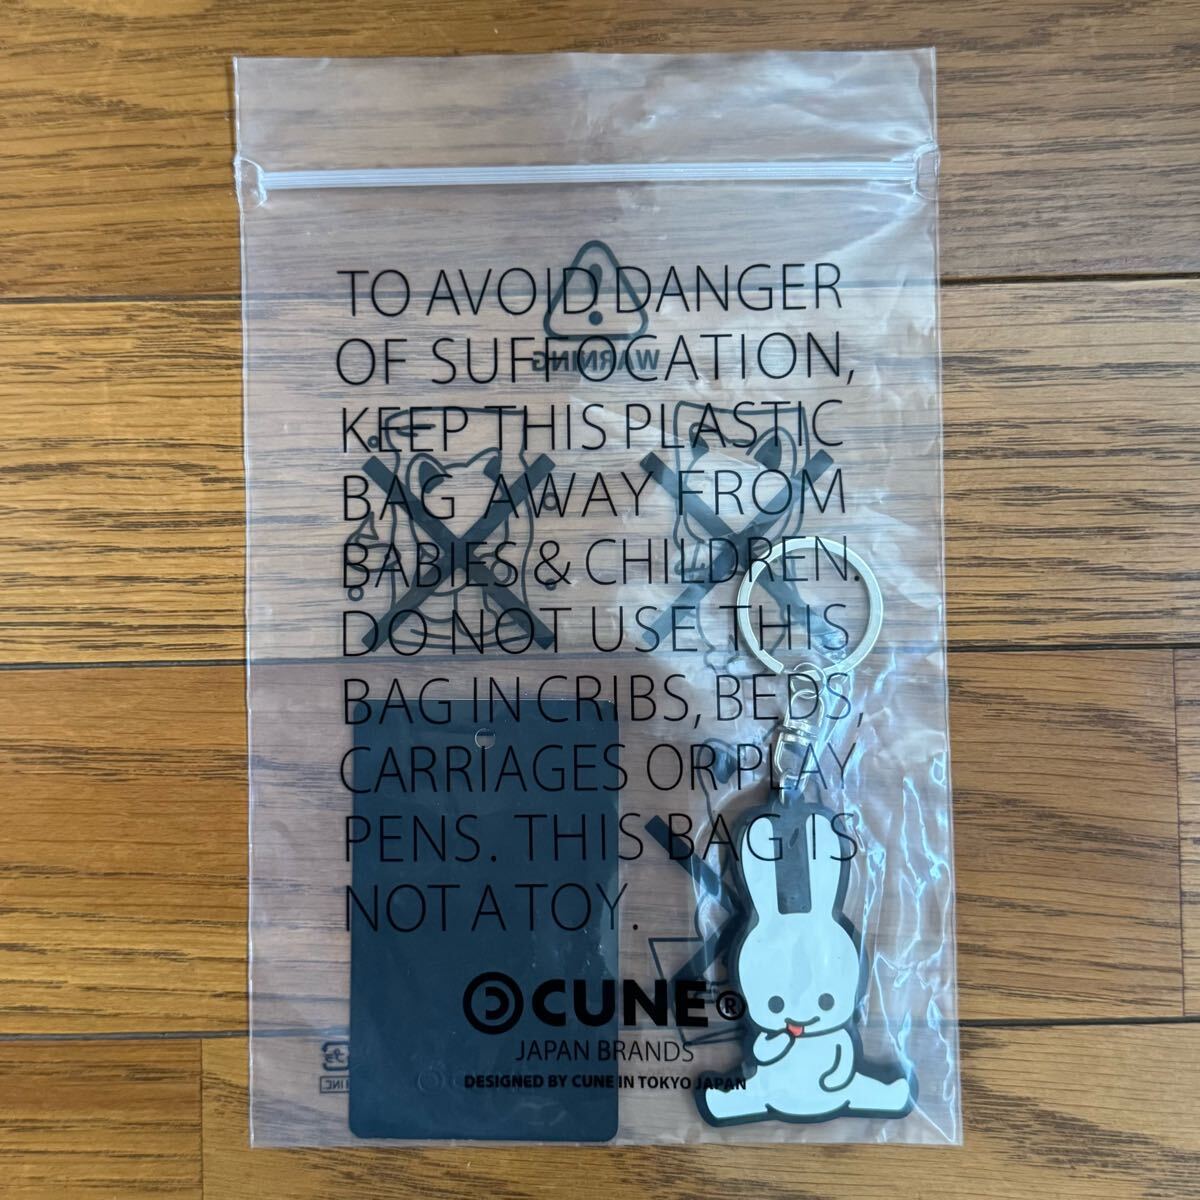 TO AVOID DANGER
OF SUFFOCATION,
KEEP THIS PLASTIC
BAG AWAY FROM
BABIES & CHILDREN.
DO NOT USE THIS
BAG IN CRIBS, BEDS,
CARRIAGES OR PLAY
PENS. THIS BAG IS
NOT A TOY.
WARNING
CUNE®
JAPAN BRANDS
DESIGNED BY CUNE IN TOKYO JAPAN